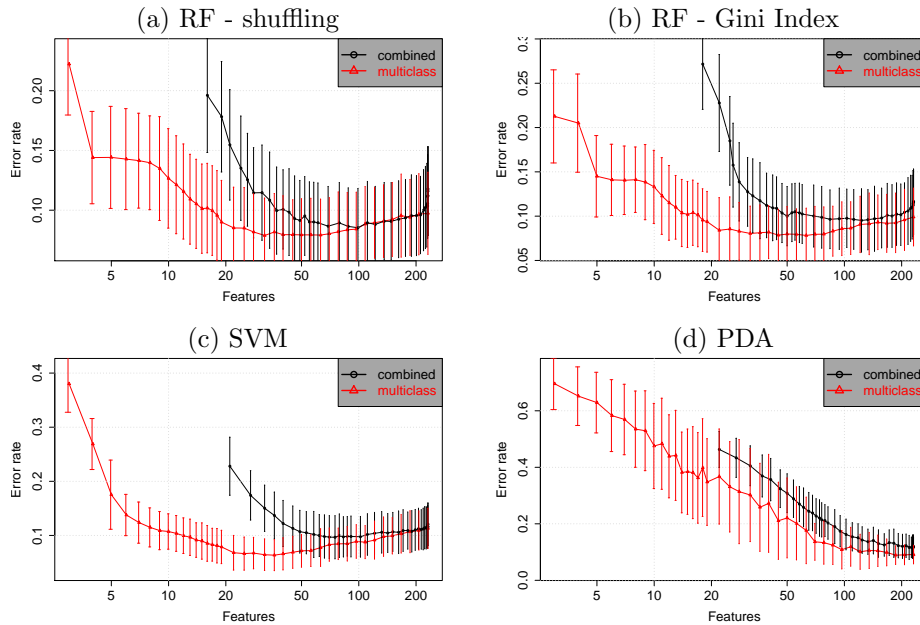 (a) RF - shuffling
combined
multiclass
Error rate
0.20
0.15
0.10
5 10 20 50 100 200
Features
(b) RF - Gini Index
combined
multiclass
Error rate
0.25
0.20
0.15
0.10
0.05
5 10 20 50 100 200
Features
(c) SVM
combined
multiclass
Error rate
0.4
0.3
0.2
0.1
5 10 20 50 100 200
Features
(d) PDA
combined
multiclass
Error rate
0.6
0.4
0.2
0.0
5 10 20 50 100 200
Features